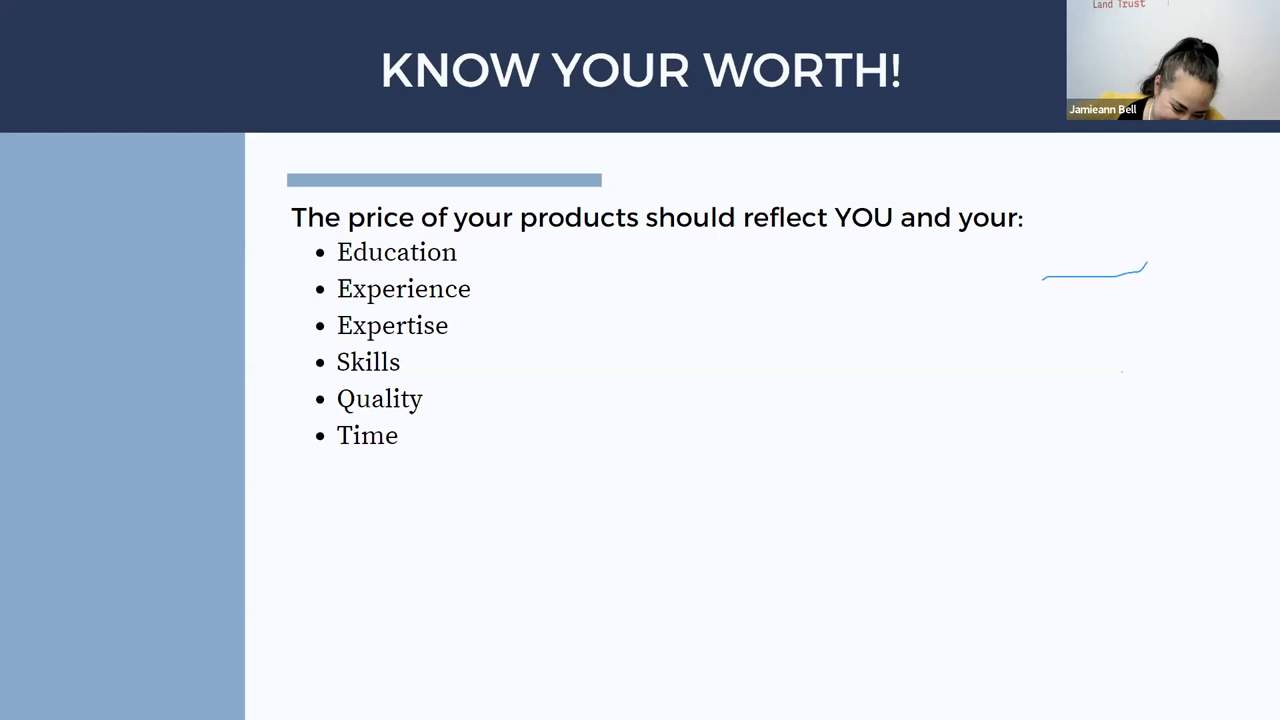 KNOW YOUR WORTH!
Land Trust
Jamieann Bell
The price of your products should reflect YOU and your:
• Education
• Experience
• Expertise
• Skills
• Quality
• Time